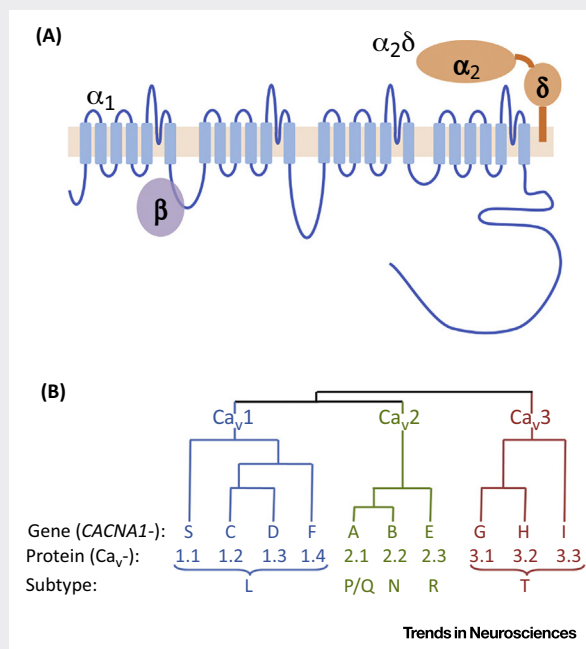 (A)
α₂δ
α₂
δ
α₁
β
(B)
Caᵥ1 Caᵥ2 Caᵥ3
Gene (CACNA1-): S C D F A B E G H I
Protein (Caᵥ-): 1.1 1.2 1.3 1.4 2.1 2.2 2.3 3.1 3.2 3.3
Subtype: L P/Q N R T
Trends in Neurosciences